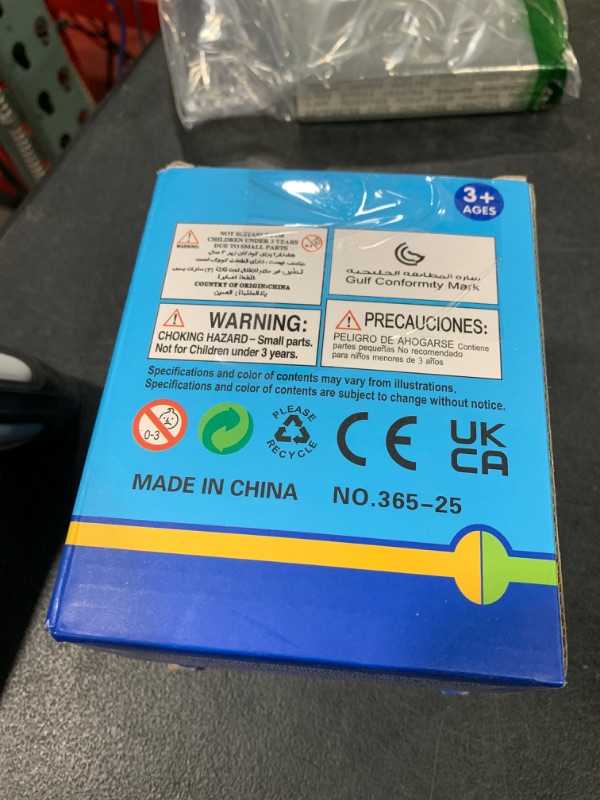 3+
AGES
WARNING:
NOT SUITABLE FOR
CHILDREN UNDER 3 YEARS
DUE TO SMALL PARTS
COUNTRY OF ORIGIN:CHINA
Gulf Conformity Mark
WARNING:
CHOKING HAZARD – Small parts.
Not for Children under 3 years.
PRECAUCIONES:
PELIGRO DE AHOGARSE Contiene
partes pequeñas No recomendado
para niños menores de 3 años
Specifications and color of contents may vary from illustrations.
Specifications and color of contents are subject to change without notice.
0-3
PLEASE
RECYCLE
CE
UK
CA
MADE IN CHINA
NO.365-25